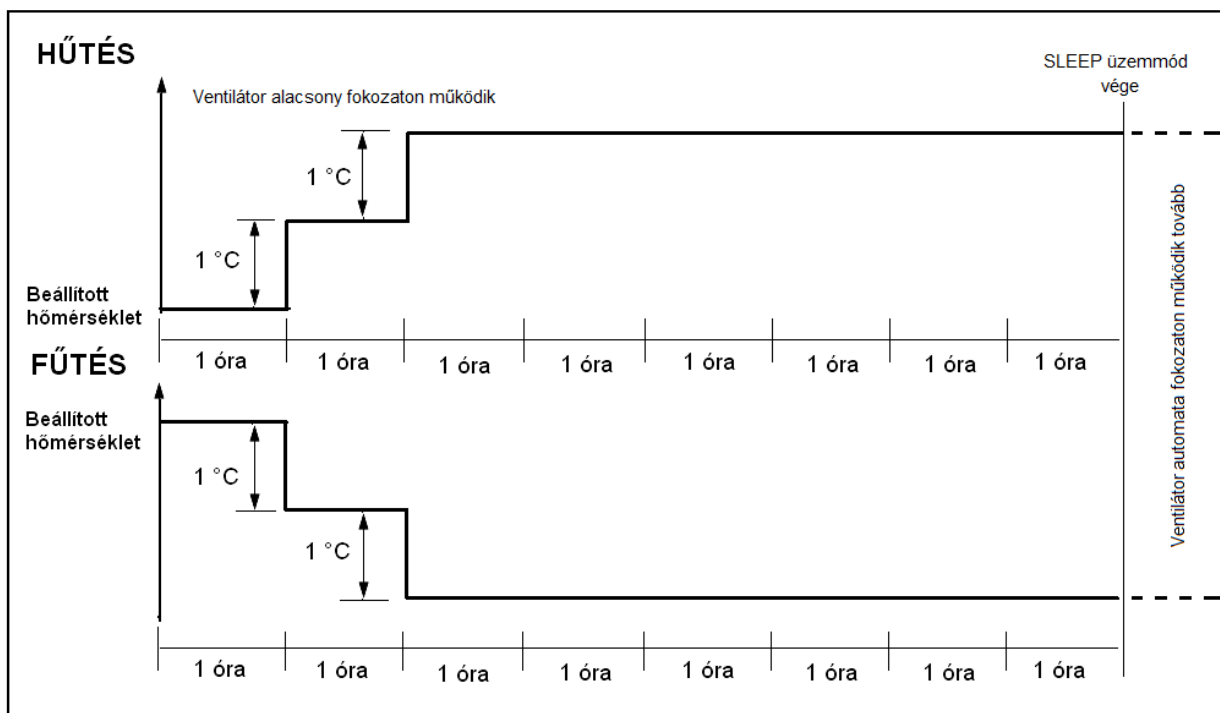 HŰTÉS
SLEEP üzemmód
vége
Ventilátor alacsony fokozaton működik
1 °C
1 °C
Beállított
hőmérséklet
1 óra
1 óra
1 óra
1 óra
1 óra
1 óra
1 óra
1 óra
FŰTÉS
Beállított
hőmérséklet
1 °C
1 °C
1 óra
1 óra
1 óra
1 óra
1 óra
1 óra
1 óra
1 óra
Ventilátor automata fokozaton működik tovább